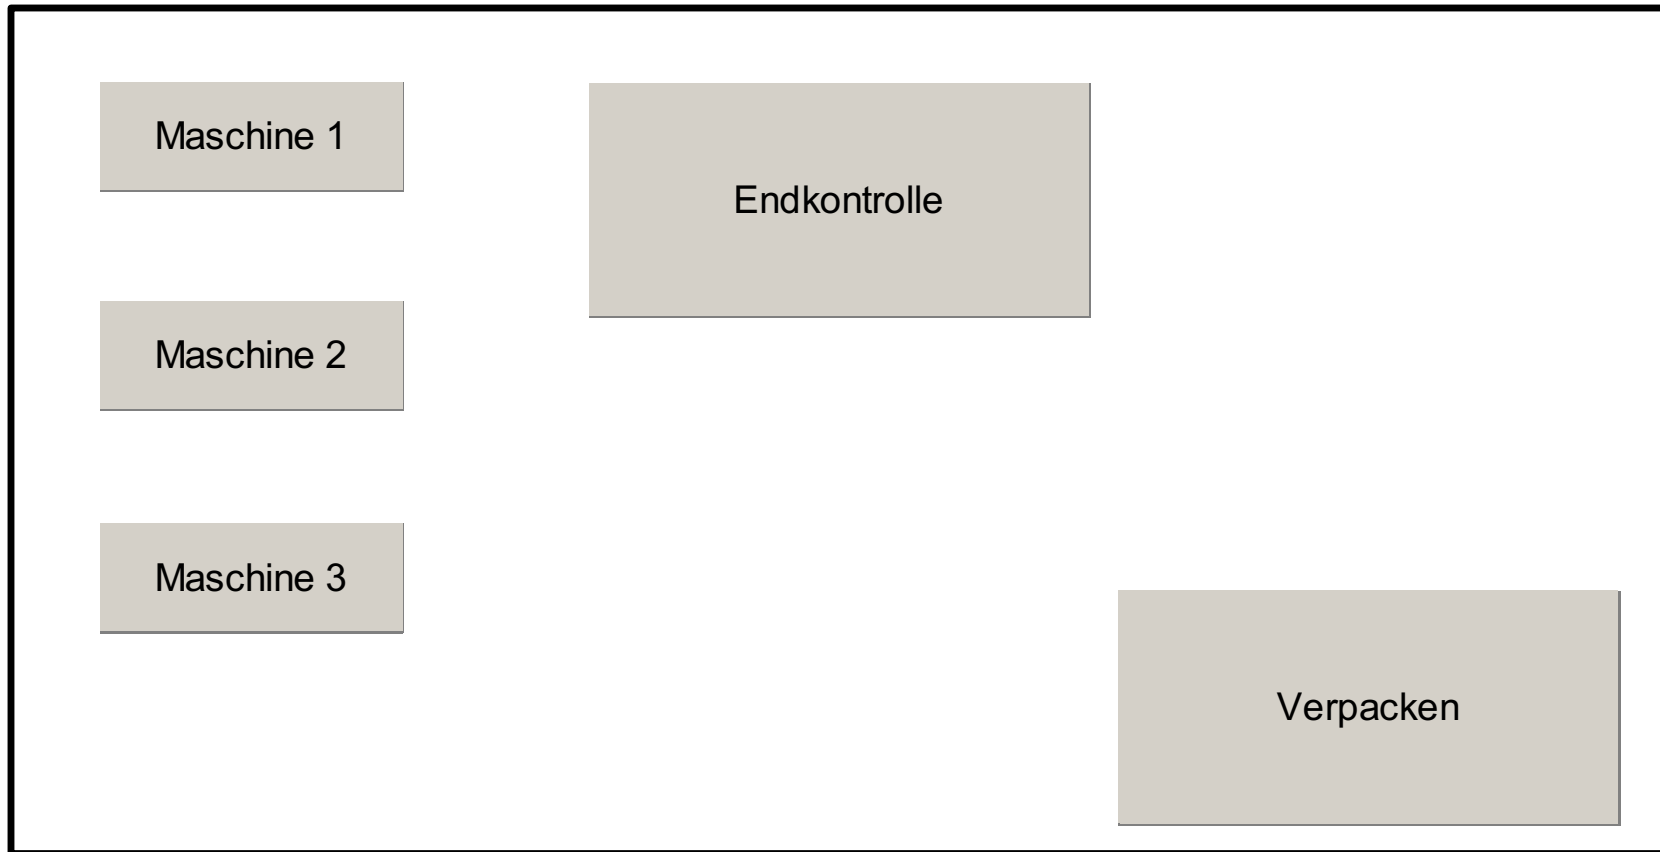 Maschine 1
Endkontrolle
Maschine 2
Maschine 3
Verpacken